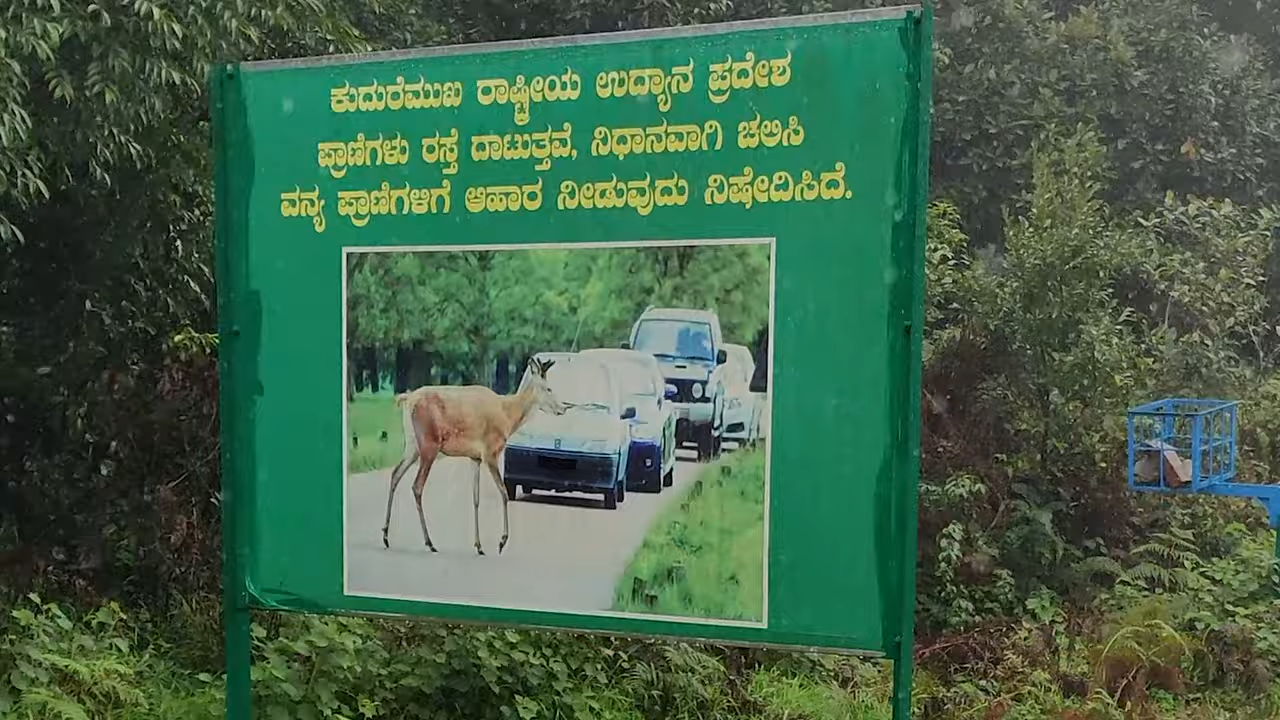 ಕುದುರೆಮುಖ ರಾಷ್ಟ್ರೀಯ ಉದ್ಯಾನ ಪ್ರದೇಶ
ಪ್ರಾಣಿಗಳು ರಸ್ತೆ ದಾಟುತ್ತವೆ, ನಿಧಾನವಾಗಿ ಚಲಿಸಿ
ವನ್ಯ ಪ್ರಾಣಿಗಳಿಗೆ ಆಹಾರ ನೀಡುವುದು ನಿಷೇದಿಸಿದೆ.